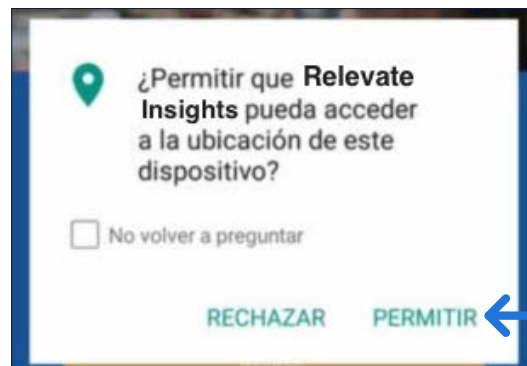 ¿Permitir que Relevate
Insights pueda acceder
a la ubicación de este
dispositivo?
No volver a preguntar
RECHAZAR PERMITIR